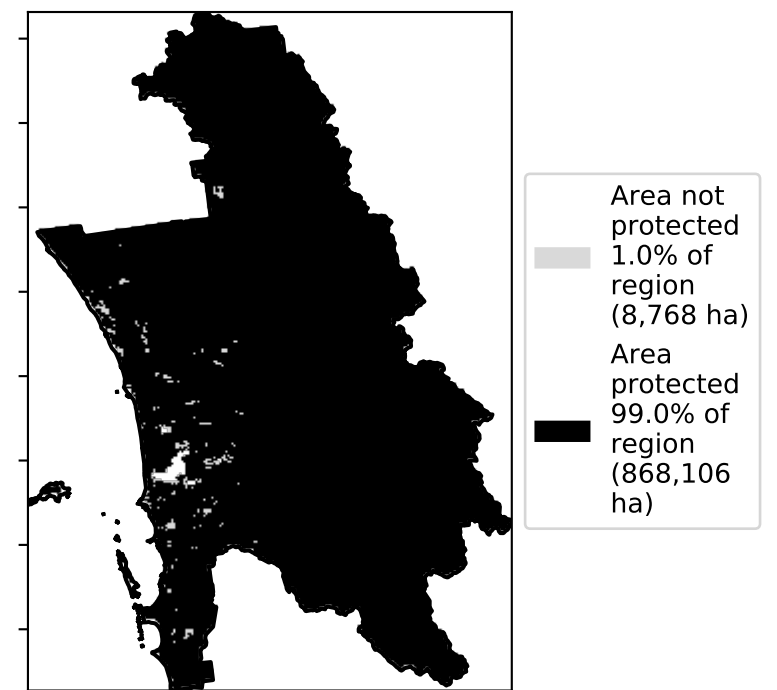 Area not
protected
1.0% of
region
(8,768 ha)
Area
protected
99.0% of
region
(868,106
ha)